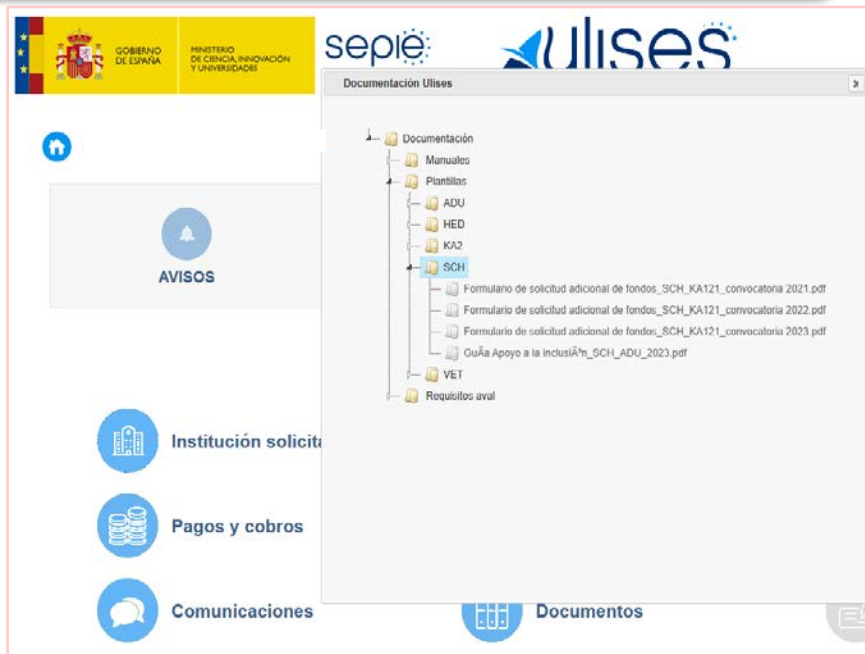 GOBIERNO
DE ESPAÑA
MINISTERIO
DE CIENCIA, INNOVACIÓN
Y UNIVERSIDADES
sepie
ulises
Documentación Ulises
x
Documentación
Manuales
Plantillas
ADU
HED
KA2
SCH
Formulario de solicitud adicional de fondos_SCH_KA121_convocatoria 2021.pdf
Formulario de solicitud adicional de fondos_SCH_KA121_convocatoria 2022.pdf
Formulario de solicitud adicional de fondos_SCH_KA121_convocatoria 2023.pdf
GuÃa Apoyo a la inclusiÃ³n_SCH_ADU_2023.pdf
VET
Requisitos aval
AVISOS
Institución solicita
Pagos y cobros
Comunicaciones
Documentos